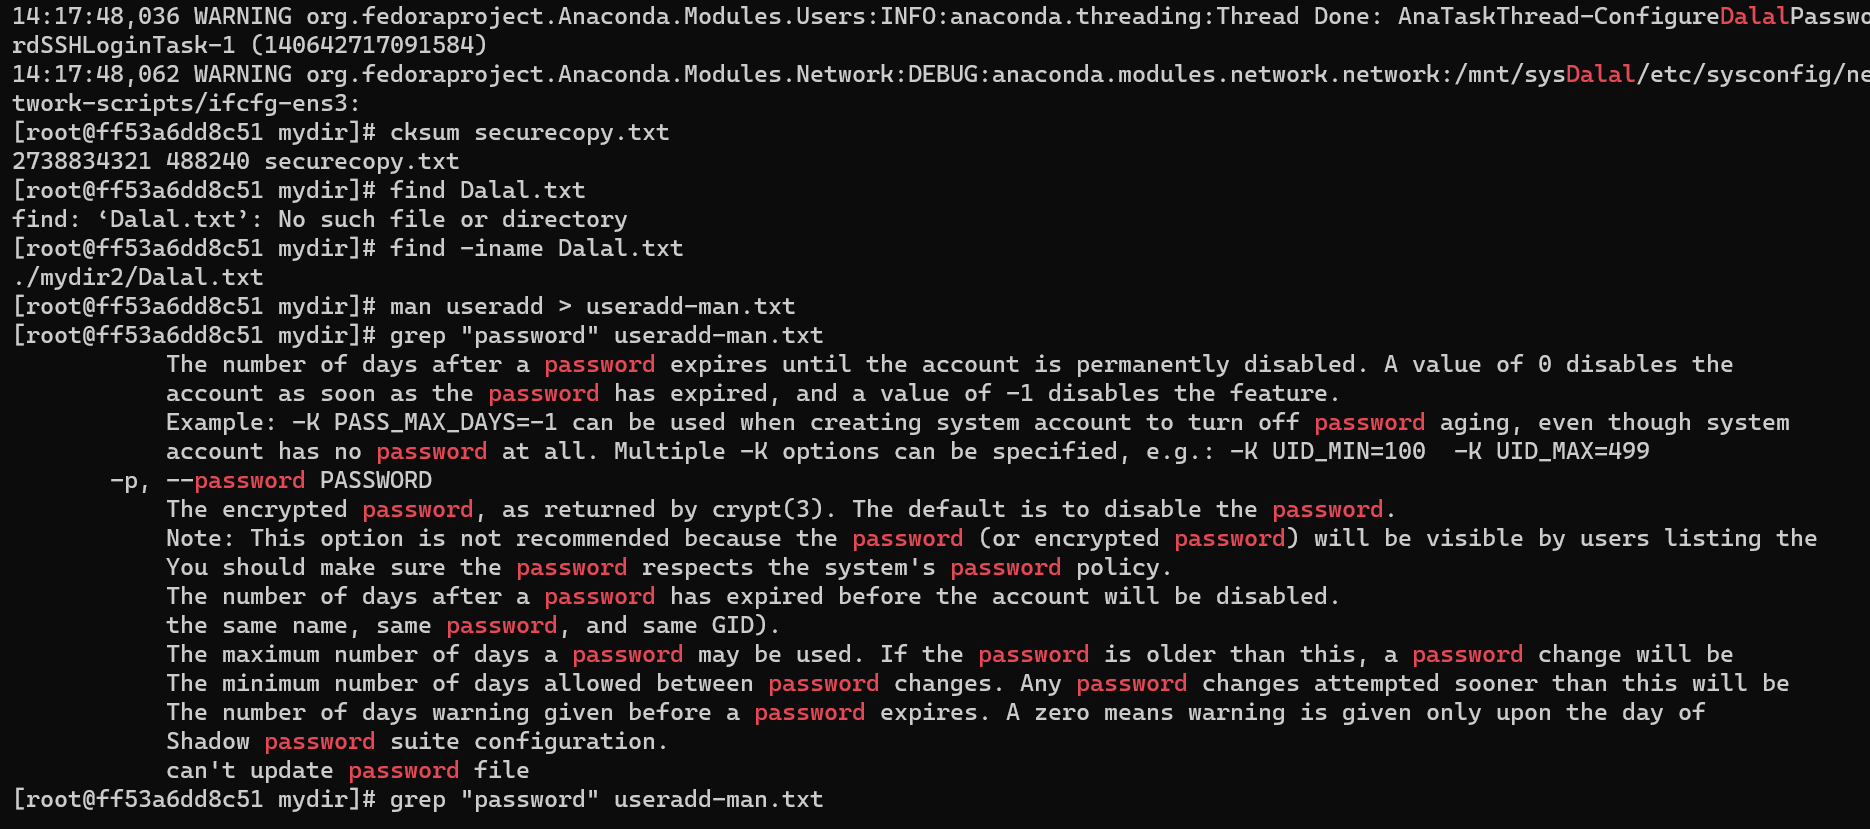 14:17:48,036 WARNING org.fedoraproject.Anaconda.Modules.Users:INFO:anaconda.threading:Thread Done: AnaTaskThread-ConfigureDalalPasswo
rdSSHLoginTask-1 (140642717091584)
14:17:48,062 WARNING org.fedoraproject.Anaconda.Modules.Network:DEBUG:anaconda.modules.network.network:/mnt/sysDalal/etc/sysconfig/ne
twork-scripts/ifcfg-ens3:
[root@ff53a6dd8c51 mydir]# cksum securecopy.txt
2738834321 488240 securecopy.txt
[root@ff53a6dd8c51 mydir]# find Dalal.txt
find: ‘Dalal.txt’: No such file or directory
[root@ff53a6dd8c51 mydir]# find -iname Dalal.txt
./mydir2/Dalal.txt
[root@ff53a6dd8c51 mydir]# man useradd > useradd-man.txt
[root@ff53a6dd8c51 mydir]# grep "password" useradd-man.txt
The number of days after a password expires until the account is permanently disabled. A value of 0 disables the
account as soon as the password has expired, and a value of -1 disables the feature.
Example: -K PASS_MAX_DAYS=-1 can be used when creating system account to turn off password aging, even though system
account has no password at all. Multiple -K options can be specified, e.g.: -K UID_MIN=100  -K UID_MAX=499
-p, --password PASSWORD
The encrypted password, as returned by crypt(3). The default is to disable the password.
Note: This option is not recommended because the password (or encrypted password) will be visible by users listing the
You should make sure the password respects the system's password policy.
The number of days after a password has expired before the account will be disabled.
the same name, same password, and same GID).
The maximum number of days a password may be used. If the password is older than this, a password change will be
The minimum number of days allowed between password changes. Any password changes attempted sooner than this will be
The number of days warning given before a password expires. A zero means warning is given only upon the day of
Shadow password suite configuration.
can't update password file
[root@ff53a6dd8c51 mydir]# grep "password" useradd-man.txt